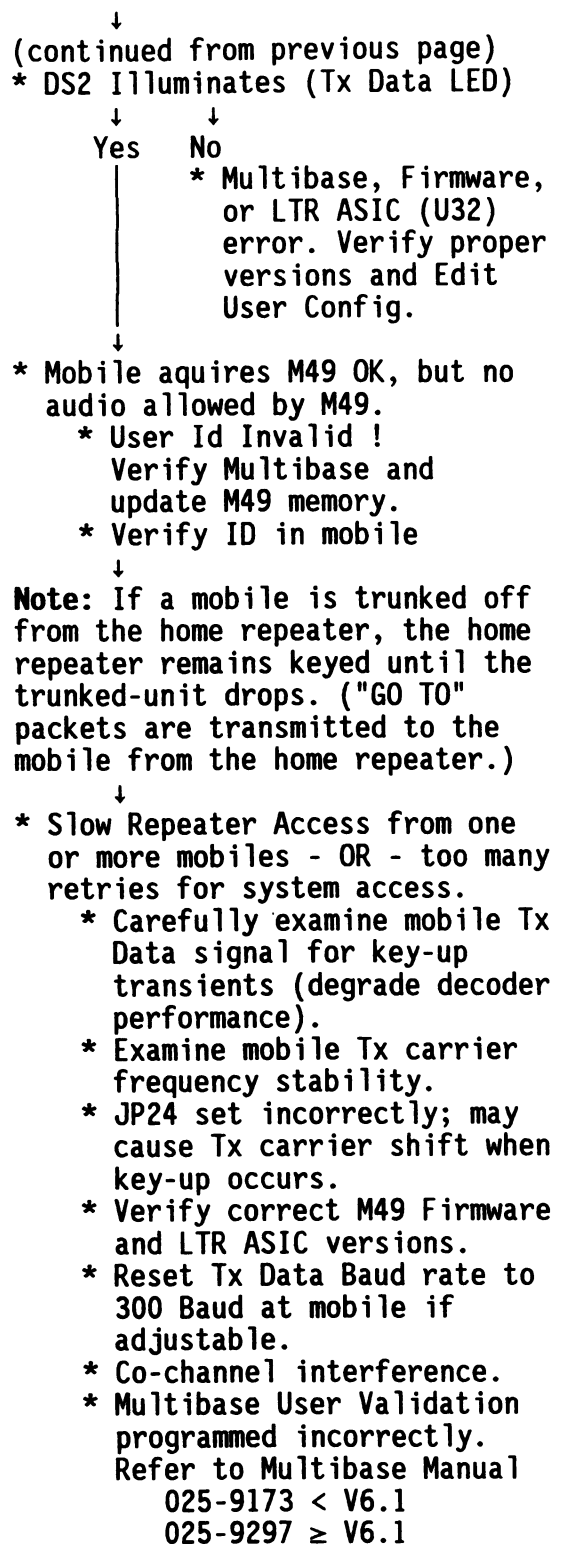 ↓
(continued from previous page)
* DS2 Illuminates (Tx Data LED)
↓ ↓
Yes No
* Multibase, Firmware,
or LTR ASIC (U32)
error. Verify proper
versions and Edit
User Config.
↓
* Mobile aquires M49 OK, but no
audio allowed by M49.
* User Id Invalid !
Verify Multibase and
update M49 memory.
* Verify ID in mobile
↓
Note: If a mobile is trunked off
from the home repeater, the home
repeater remains keyed until the
trunked-unit drops. ("GO TO"
packets are transmitted to the
mobile from the home repeater.)
↓
* Slow Repeater Access from one
or more mobiles - OR - too many
retries for system access.
* Carefully examine mobile Tx
Data signal for key-up
transients (degrade decoder
performance).
* Examine mobile Tx carrier
frequency stability.
* JP24 set incorrectly; may
cause Tx carrier shift when
key-up occurs.
* Verify correct M49 Firmware
and LTR ASIC versions.
* Reset Tx Data Baud rate to
300 Baud at mobile if
adjustable.
* Co-channel interference.
* Multibase User Validation
programmed incorrectly.
Refer to Multibase Manual
025-9173 < V6.1
025-9297 ≥ V6.1